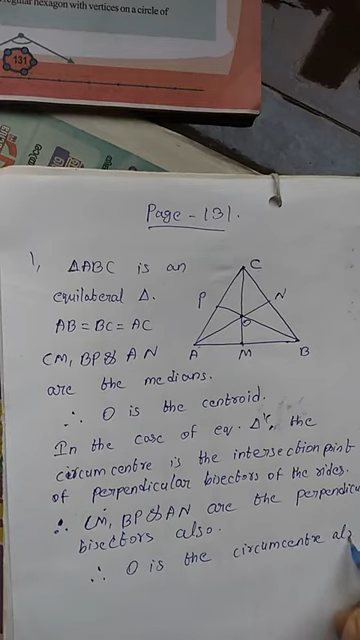 regular hexagon with vertices on a circle of
131
Page - 131.
1, ΔABC is an
equilateral Δ.
AB = BC = AC
CM, BP & AN
are the medians.
∴ O is the centroid.
In the case of eq. Δʳ, the
circumcentre is the intersection point
of perpendicular bisectors of the sides.
∴ CM, BP & AN are the perpendicu
bisectors also.
∴ O is the circumcentre als
C
P
N
O
A
M
B